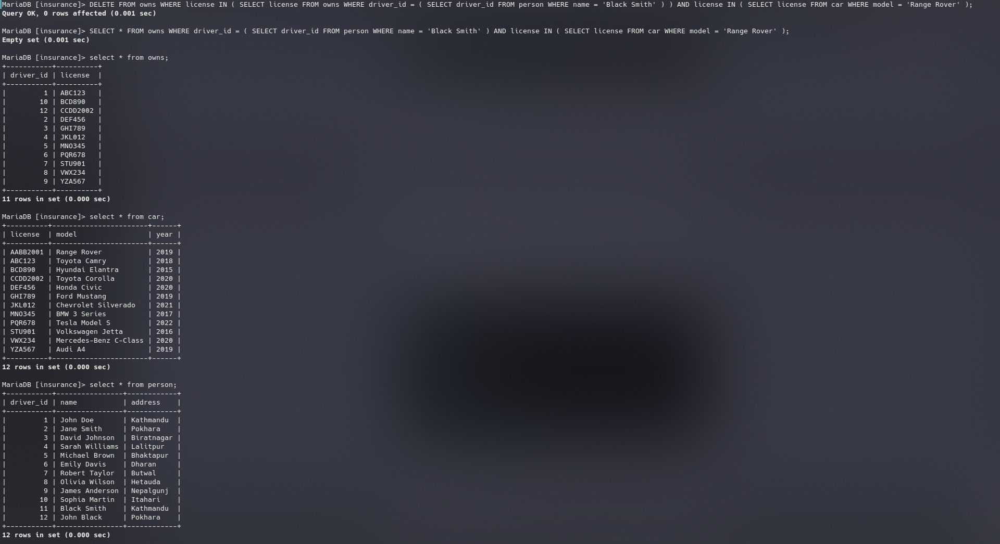 MariaDB [insurance]> DELETE FROM owns WHERE license IN ( SELECT license FROM owns WHERE driver_id = ( SELECT driver_id FROM person WHERE name = 'Black Smith' ) ) AND license IN ( SELECT license FROM car WHERE model = 'Range Rover' );
Query OK, 0 rows affected (0.001 sec)

MariaDB [insurance]> SELECT * FROM owns WHERE driver_id = ( SELECT driver_id FROM person WHERE name = 'Black Smith' ) AND license IN ( SELECT license FROM car WHERE model = 'Range Rover' );
Empty set (0.001 sec)

MariaDB [insurance]> select * from owns;
+-----------+----------+
| driver_id | license  |
+-----------+----------+
|         1 | ABC123   |
|        10 | BCD890   |
|        12 | CCDD2002 |
|         2 | DEF456   |
|         3 | GHI789   |
|         4 | JKL012   |
|         5 | MNO345   |
|         6 | PQR678   |
|         7 | STU901   |
|         8 | VWX234   |
|         9 | YZA567   |
+-----------+----------+
11 rows in set (0.000 sec)

MariaDB [insurance]> select * from car;
+----------+----------------------+------+
| license  | model                | year |
+----------+----------------------+------+
| AABB2001 | Range Rover          | 2019 |
| ABC123   | Toyota Camry         | 2018 |
| BCD890   | Hyundai Elantra      | 2015 |
| CCDD2002 | Toyota Corolla       | 2020 |
| DEF456   | Honda Civic          | 2020 |
| GHI789   | Ford Mustang         | 2019 |
| JKL012   | Chevrolet Silverado  | 2021 |
| MNO345   | BMW 3 Series         | 2017 |
| PQR678   | Tesla Model S        | 2022 |
| STU901   | Volkswagen Jetta     | 2016 |
| VWX234   | Mercedes-Benz C-Class | 2020 |
| YZA567   | Audi A4              | 2019 |
+----------+----------------------+------+
12 rows in set (0.000 sec)

MariaDB [insurance]> select * from person;
+-----------+----------------+------------+
| driver_id | name           | address    |
+-----------+----------------+------------+
|         1 | John Doe       | Kathmandu  |
|         2 | Jane Smith     | Pokhara    |
|         3 | David Johnson  | Biratnagar |
|         4 | Sarah Williams | Lalitpur   |
|         5 | Michael Brown  | Bhaktapur  |
|         6 | Emily Davis    | Dharan     |
|         7 | Robert Taylor  | Butwal     |
|         8 | Olivia Wilson  | Hetauda    |
|         9 | James Anderson | Nepalgunj  |
|        10 | Sophia Martin  | Itahari    |
|        11 | Black Smith    | Kathmandu  |
|        12 | John Black     | Pokhara    |
+-----------+----------------+------------+
12 rows in set (0.000 sec)